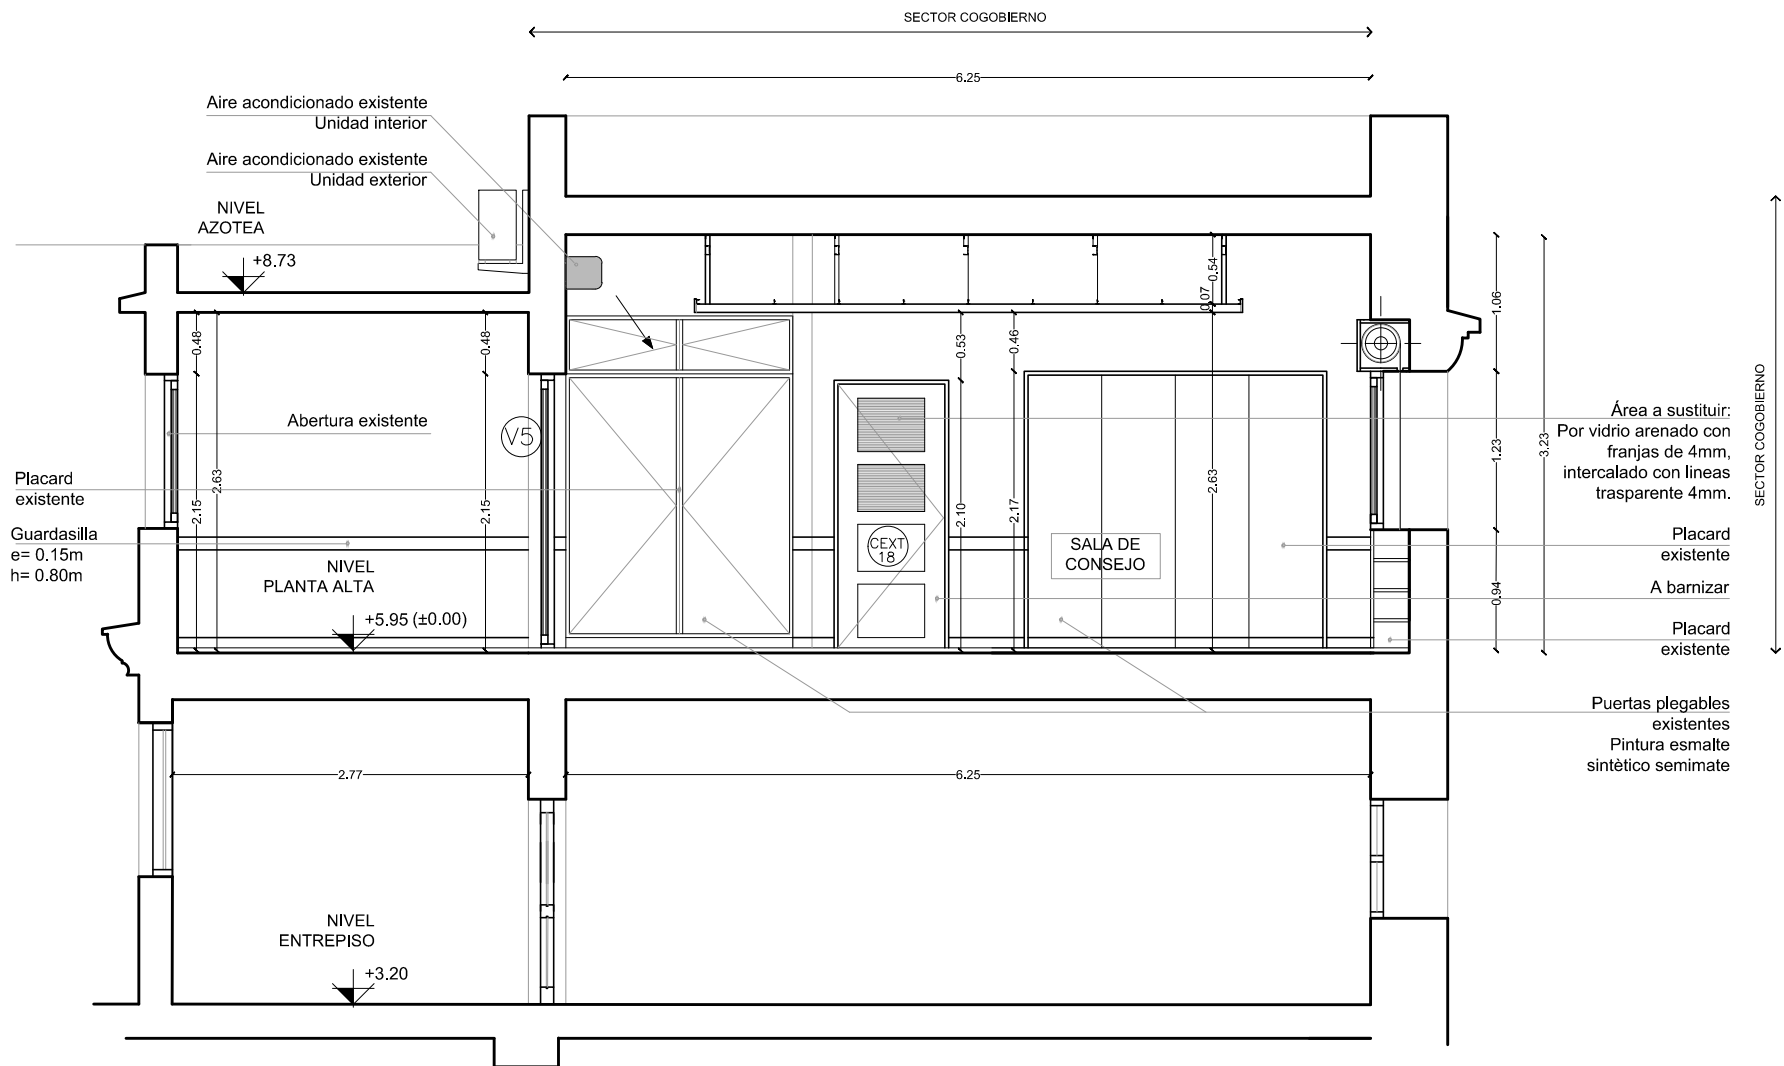 SECTOR COGOBIERNO
6.25
Aire acondicionado existente
Unidad interior
Aire acondicionado existente
Unidad exterior
NIVEL
AZOTEA
+8.73
0.54
0.07
1.06
0.48
0.48
0.53
0.46
Abertura existente
V5
2.63
2.15
2.15
2.10
2.17
2.63
1.23
3.23
0.94
SECTOR COGOBIERNO
Placard
existente
Guardasilla
e= 0.15m
h= 0.80m
NIVEL
PLANTA ALTA
+5.95 (±0.00)
CEXT
18
SALA DE
CONSEJO
Área a sustituir:
Por vidrio arenado con
franjas de 4mm,
intercalado con lineas
trasparente 4mm.
Placard
existente
A barnizar
Placard
existente
Puertas plegables
existentes
Pintura esmalte
sintètico semimate
2.77
6.25
NIVEL
ENTREPISO
+3.20